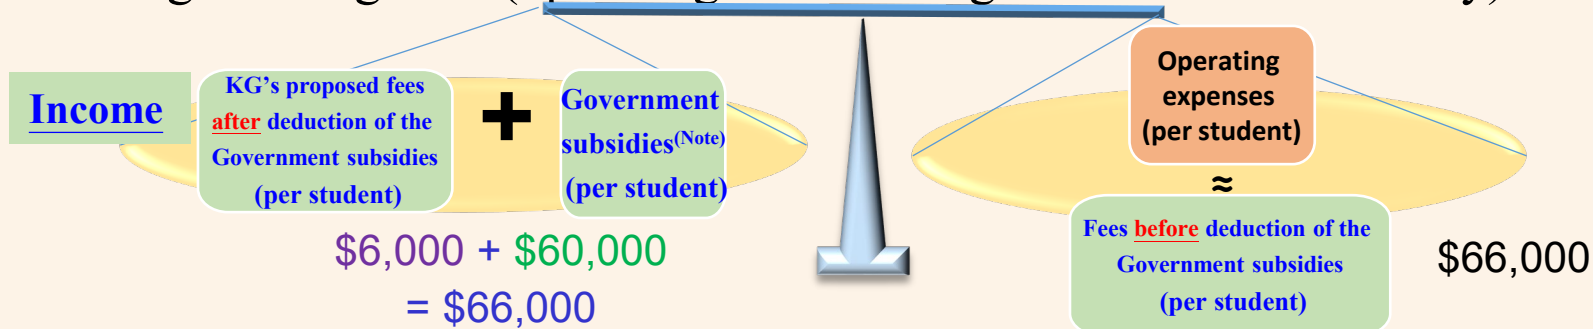 Income
KG's proposed fees
after deduction of the
Government subsidies
(per student)
+
Government
subsidies(Note)
(per student)
$6,000 + $60,000
= $66,000
Operating
expenses
(per student)
≈
Fees before deduction of the
Government subsidies
(per student)
$66,000